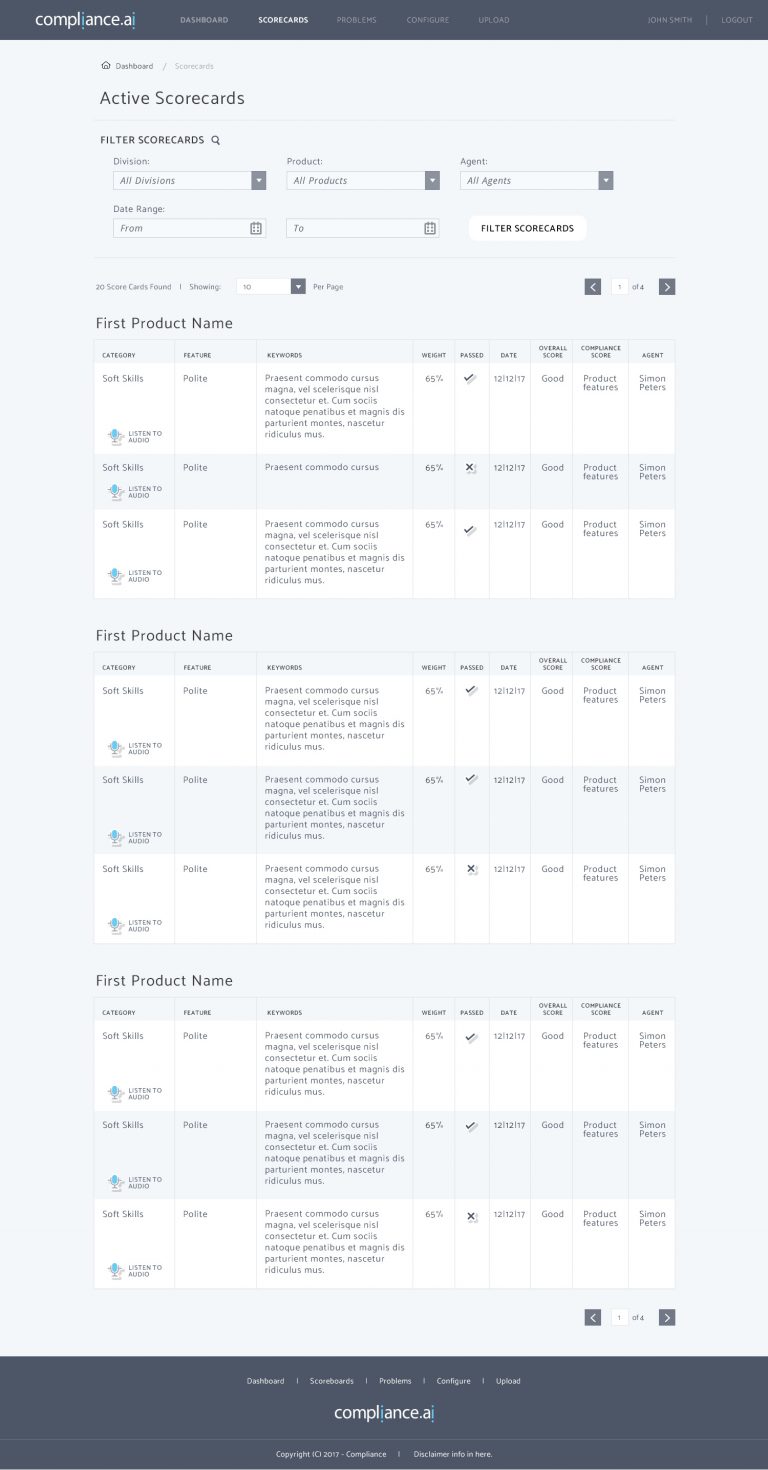 compliance.ai DASHBOARD SCORECARDS PROBLEMS CONFIGURE UPLOAD JOHN SMITH | LOGOUT
Dashboard / Scorecards
Active Scorecards
FILTER SCORECARDS
Division: Product: Agent:
All Divisions All Products All Agents
Date Range:
From To FILTER SCORECARDS
20 Score Cards Found | Showing: 10 Per Page 1 of 4
First Product Name
CATEGORY FEATURE KEYWORDS WEIGHT PASSED DATE OVERALL SCORE COMPLIANCE SCORE AGENT
Soft Skills Polite Praesent commodo cursus 65% 12|12|17 Good Product Simon
magna, vel scelerisque nisl features Peters
consectetur et. Cum sociis
natoque penatibus et magnis dis
parturient montes, nascetur
LISTEN TO ridiculus mus.
AUDIO
Soft Skills Polite Praesent commodo cursus 65% 12|12|17 Good Product Simon
features Peters
LISTEN TO
AUDIO
Soft Skills Polite Praesent commodo cursus 65% 12|12|17 Good Product Simon
magna, vel scelerisque nisl features Peters
consectetur et. Cum sociis
natoque penatibus et magnis dis
parturient montes, nascetur
LISTEN TO ridiculus mus.
AUDIO
First Product Name
CATEGORY FEATURE KEYWORDS WEIGHT PASSED DATE OVERALL SCORE COMPLIANCE SCORE AGENT
Soft Skills Polite Praesent commodo cursus 65% 12|12|17 Good Product Simon
magna, vel scelerisque nisl features Peters
consectetur et. Cum sociis
natoque penatibus et magnis dis
parturient montes, nascetur
LISTEN TO ridiculus mus.
AUDIO
Soft Skills Polite Praesent commodo cursus 65% 12|12|17 Good Product Simon
magna, vel scelerisque nisl features Peters
consectetur et. Cum sociis
natoque penatibus et magnis dis
parturient montes, nascetur
LISTEN TO ridiculus mus.
AUDIO
Soft Skills Polite Praesent commodo cursus 65% 12|12|17 Good Product Simon
magna, vel scelerisque nisl features Peters
consectetur et. Cum sociis
natoque penatibus et magnis dis
parturient montes, nascetur
LISTEN TO ridiculus mus.
AUDIO
First Product Name
CATEGORY FEATURE KEYWORDS WEIGHT PASSED DATE OVERALL SCORE COMPLIANCE SCORE AGENT
Soft Skills Polite Praesent commodo cursus 65% 12|12|17 Good Product Simon
magna, vel scelerisque nisl features Peters
consectetur et. Cum sociis
natoque penatibus et magnis dis
parturient montes, nascetur
LISTEN TO ridiculus mus.
AUDIO
Soft Skills Polite Praesent commodo cursus 65% 12|12|17 Good Product Simon
magna, vel scelerisque nisl features Peters
consectetur et. Cum sociis
natoque penatibus et magnis dis
parturient montes, nascetur
LISTEN TO ridiculus mus.
AUDIO
Soft Skills Polite Praesent commodo cursus 65% 12|12|17 Good Product Simon
magna, vel scelerisque nisl features Peters
consectetur et. Cum sociis
natoque penatibus et magnis dis
parturient montes, nascetur
LISTEN TO ridiculus mus.
AUDIO
1 of 4
Dashboard | Scoreboards | Problems | Configure | Upload
compliance.ai
Copyright (C) 2017 - Compliance | Disclaimer info in here.